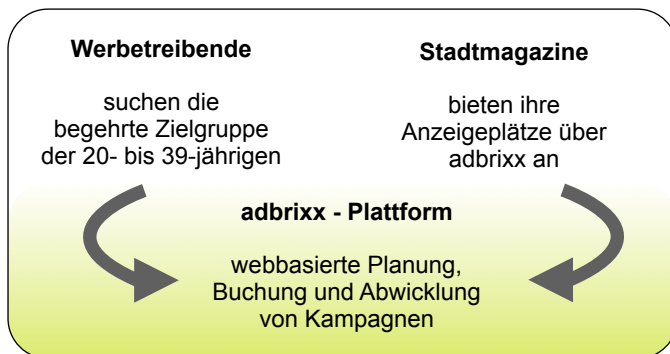 Werbetreibende
suchen die
begehrte Zielgruppe
der 20- bis 39-jährigen
Stadtmagazine
bieten ihre
Anzeigeplätze über
adbrixx an
adbrixx - Plattform
webbasierte Planung,
Buchung und Abwicklung
von Kampagnen